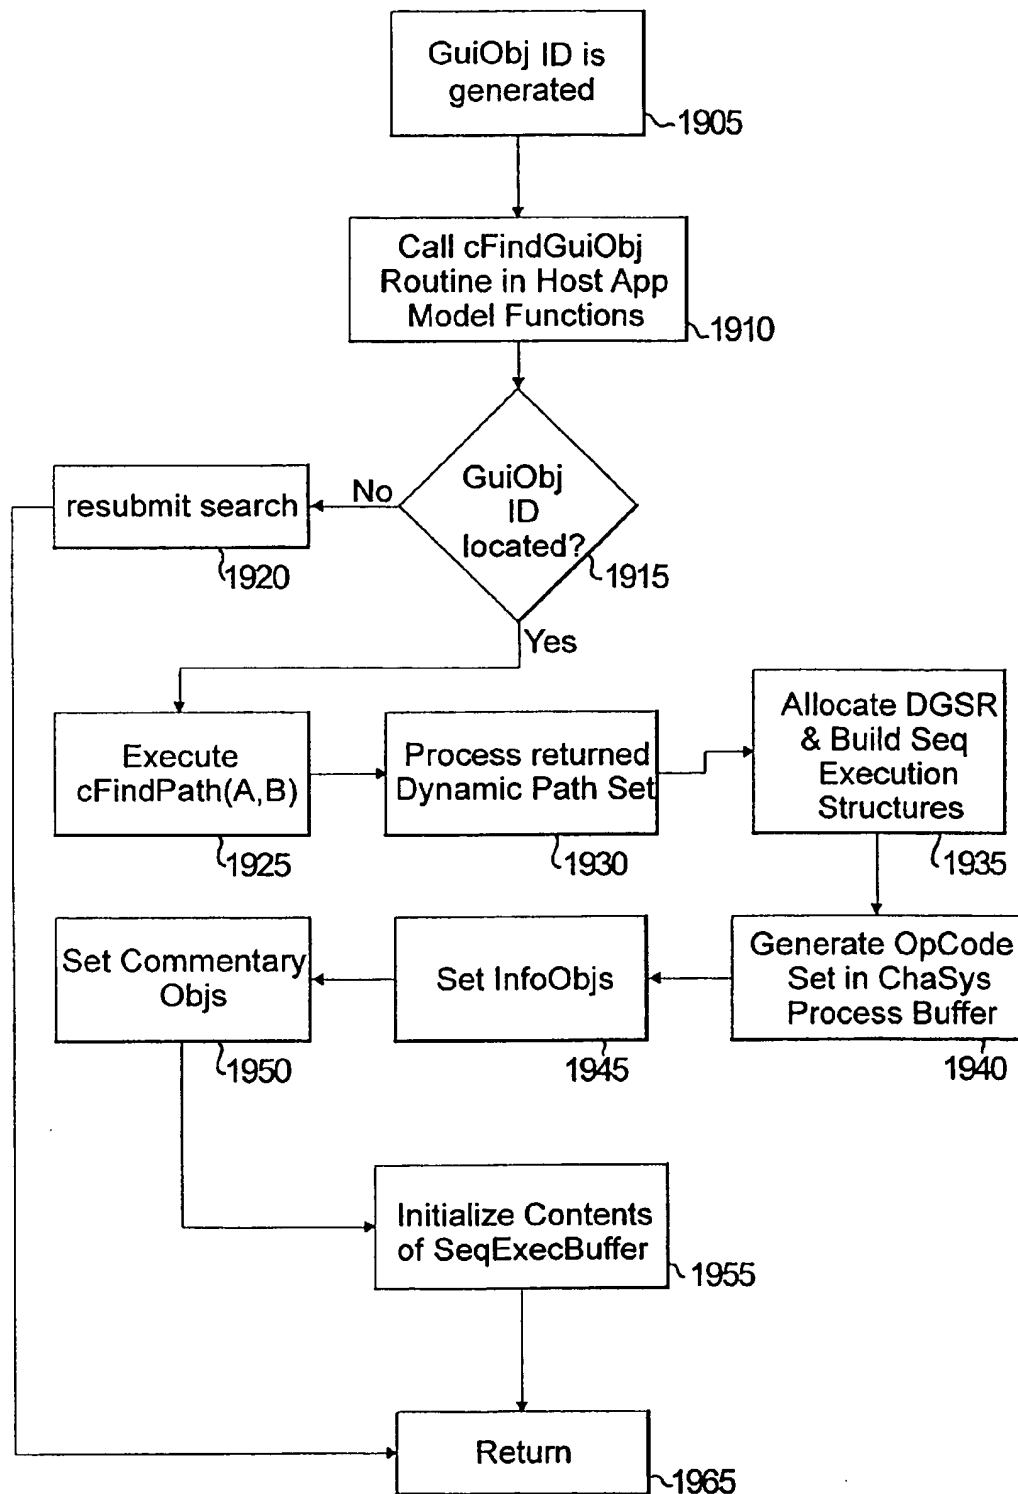 GuiObj ID is
generated
1905
Call cFindGuiObj
Routine in Host App
Model Functions
1910
GuiObj
ID
located?
1915
No
resubmit search
1920
Yes
Execute
cFindPath(A,B)
1925
Process returned
Dynamic Path Set
1930
Allocate DGSR
& Build Seq
Execution
Structures
1935
Generate OpCode
Set in ChaSys
Process Buffer
1940
Set InfoObjs
1945
Set Commentary
Objs
1950
Initialize Contents
of SeqExecBuffer
1955
Return
1965